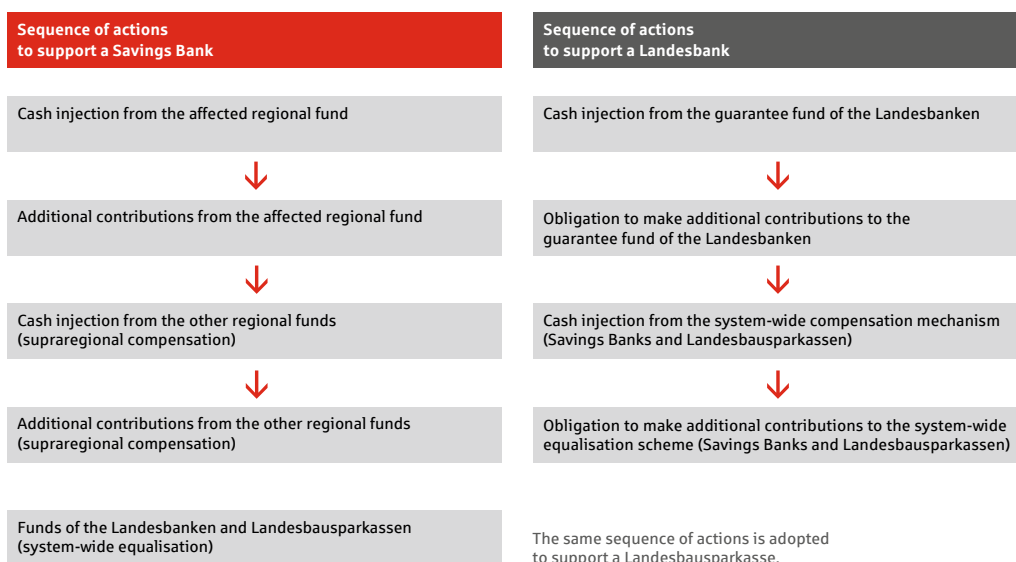 Sequence of actions
to support a Savings Bank
Cash injection from the affected regional fund
Additional contributions from the affected regional fund
Cash injection from the other regional funds
(supraregional compensation)
Additional contributions from the other regional funds
(supraregional compensation)
Funds of the Landesbanken and Landesbausparkassen
(system-wide equalisation)
Sequence of actions
to support a Landesbank
Cash injection from the guarantee fund of the Landesbanken
Obligation to make additional contributions to the
guarantee fund of the Landesbanken
Cash injection from the system-wide compensation mechanism
(Savings Banks and Landesbausparkassen)
Obligation to make additional contributions to the system-wide
equalisation scheme (Savings Banks and Landesbausparkassen)
The same sequence of actions is adopted
to support a Landesbausparkasse.